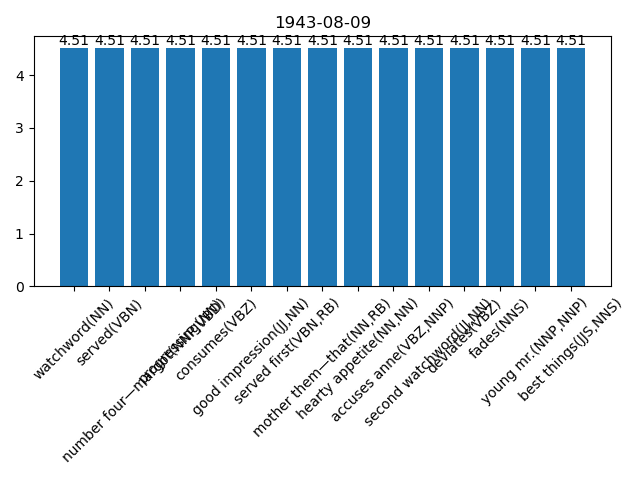 1943-08-09
4.51 4.51 4.51 4.51 4.51 4.51 4.51 4.51 4.51 4.51 4.51 4.51 4.51 4.51 4.51
4
3
2
1
0
watchword(NN)
served(VBN)
number
consumes(VBZ)
good impression(JJ,NN)
served first(VBN,RB)
mother them—that(NN,RB)
hearty appetite(NN,NN)
accuses anne(VBZ,NNP)
second watchword(JJ,NN)
deviates(VBZ)
fades(NNS)
young mr.(NNP,NNP)
best things(JJS,NNS)